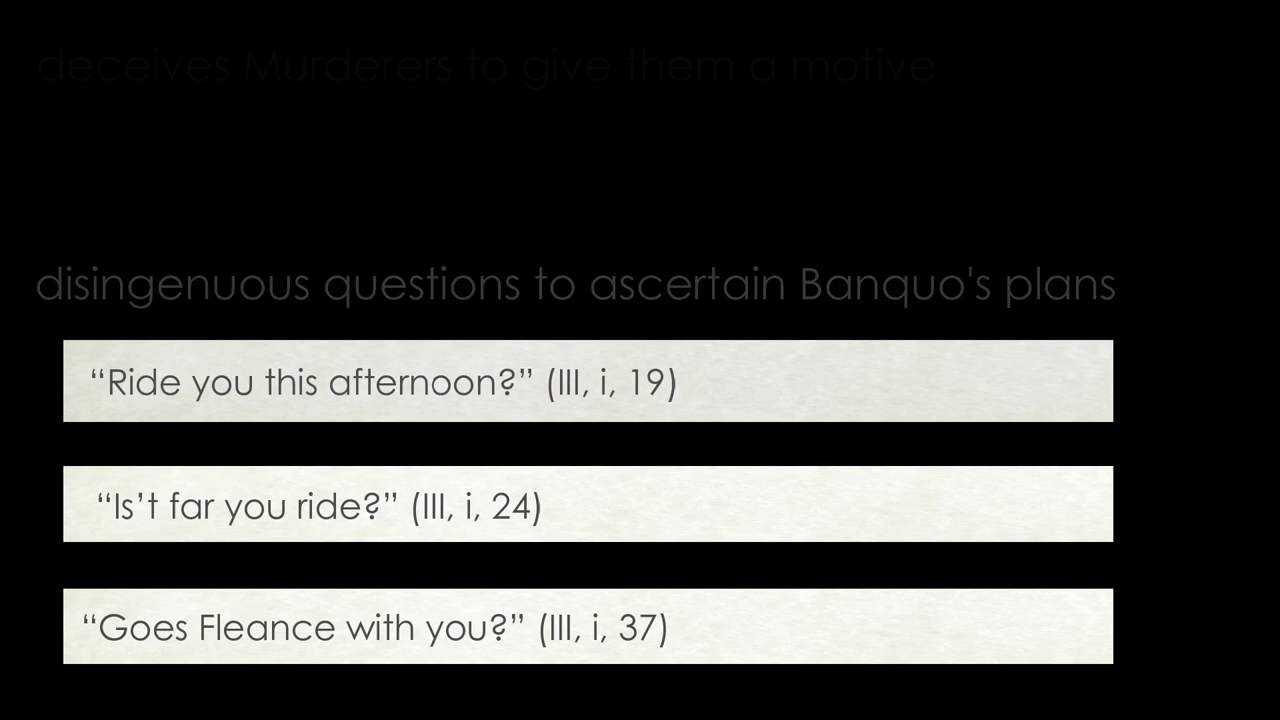 deceives Murderers to give them a motive
disingenuous questions to ascertain Banquo's plans
“Ride you this afternoon?” (III, i, 19)
“Is’t far you ride?” (III, i, 24)
“Goes Fleance with you?” (III, i, 37)